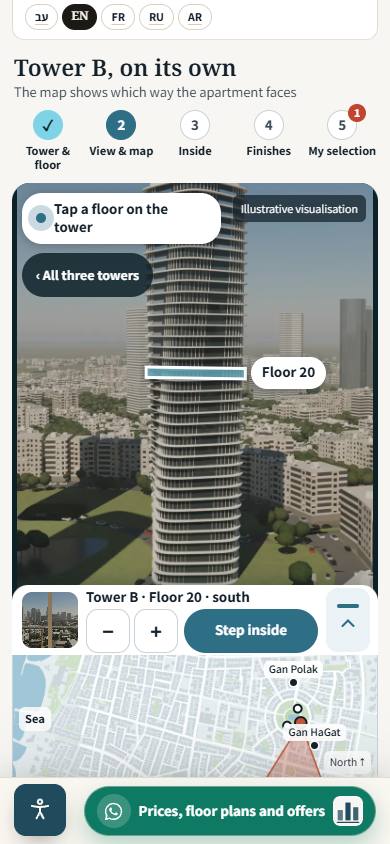 עב
EN
FR
RU
AR
Tower B, on its own
The map shows which way the apartment faces
✓
2
3
4
5
1
Tower & floor
View & map
Inside
Finishes
My selection
Tap a floor on the
tower
Illustrative visualisation
‹ All three towers
Floor 20
Tower B · Floor 20 · south
−
+
Step inside
Gan Polak
Sea
Gan HaGat
North ↑
Prices, floor plans and offers